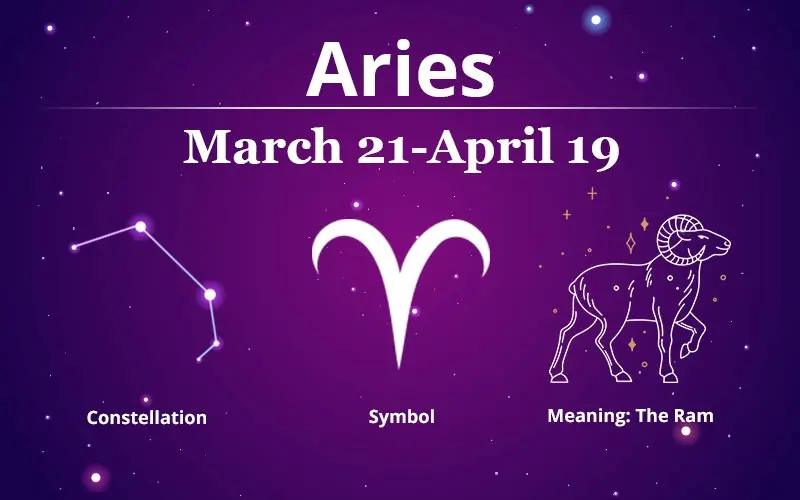 Aries
March 21-April 19
Constellation
Symbol
Meaning: The Ram